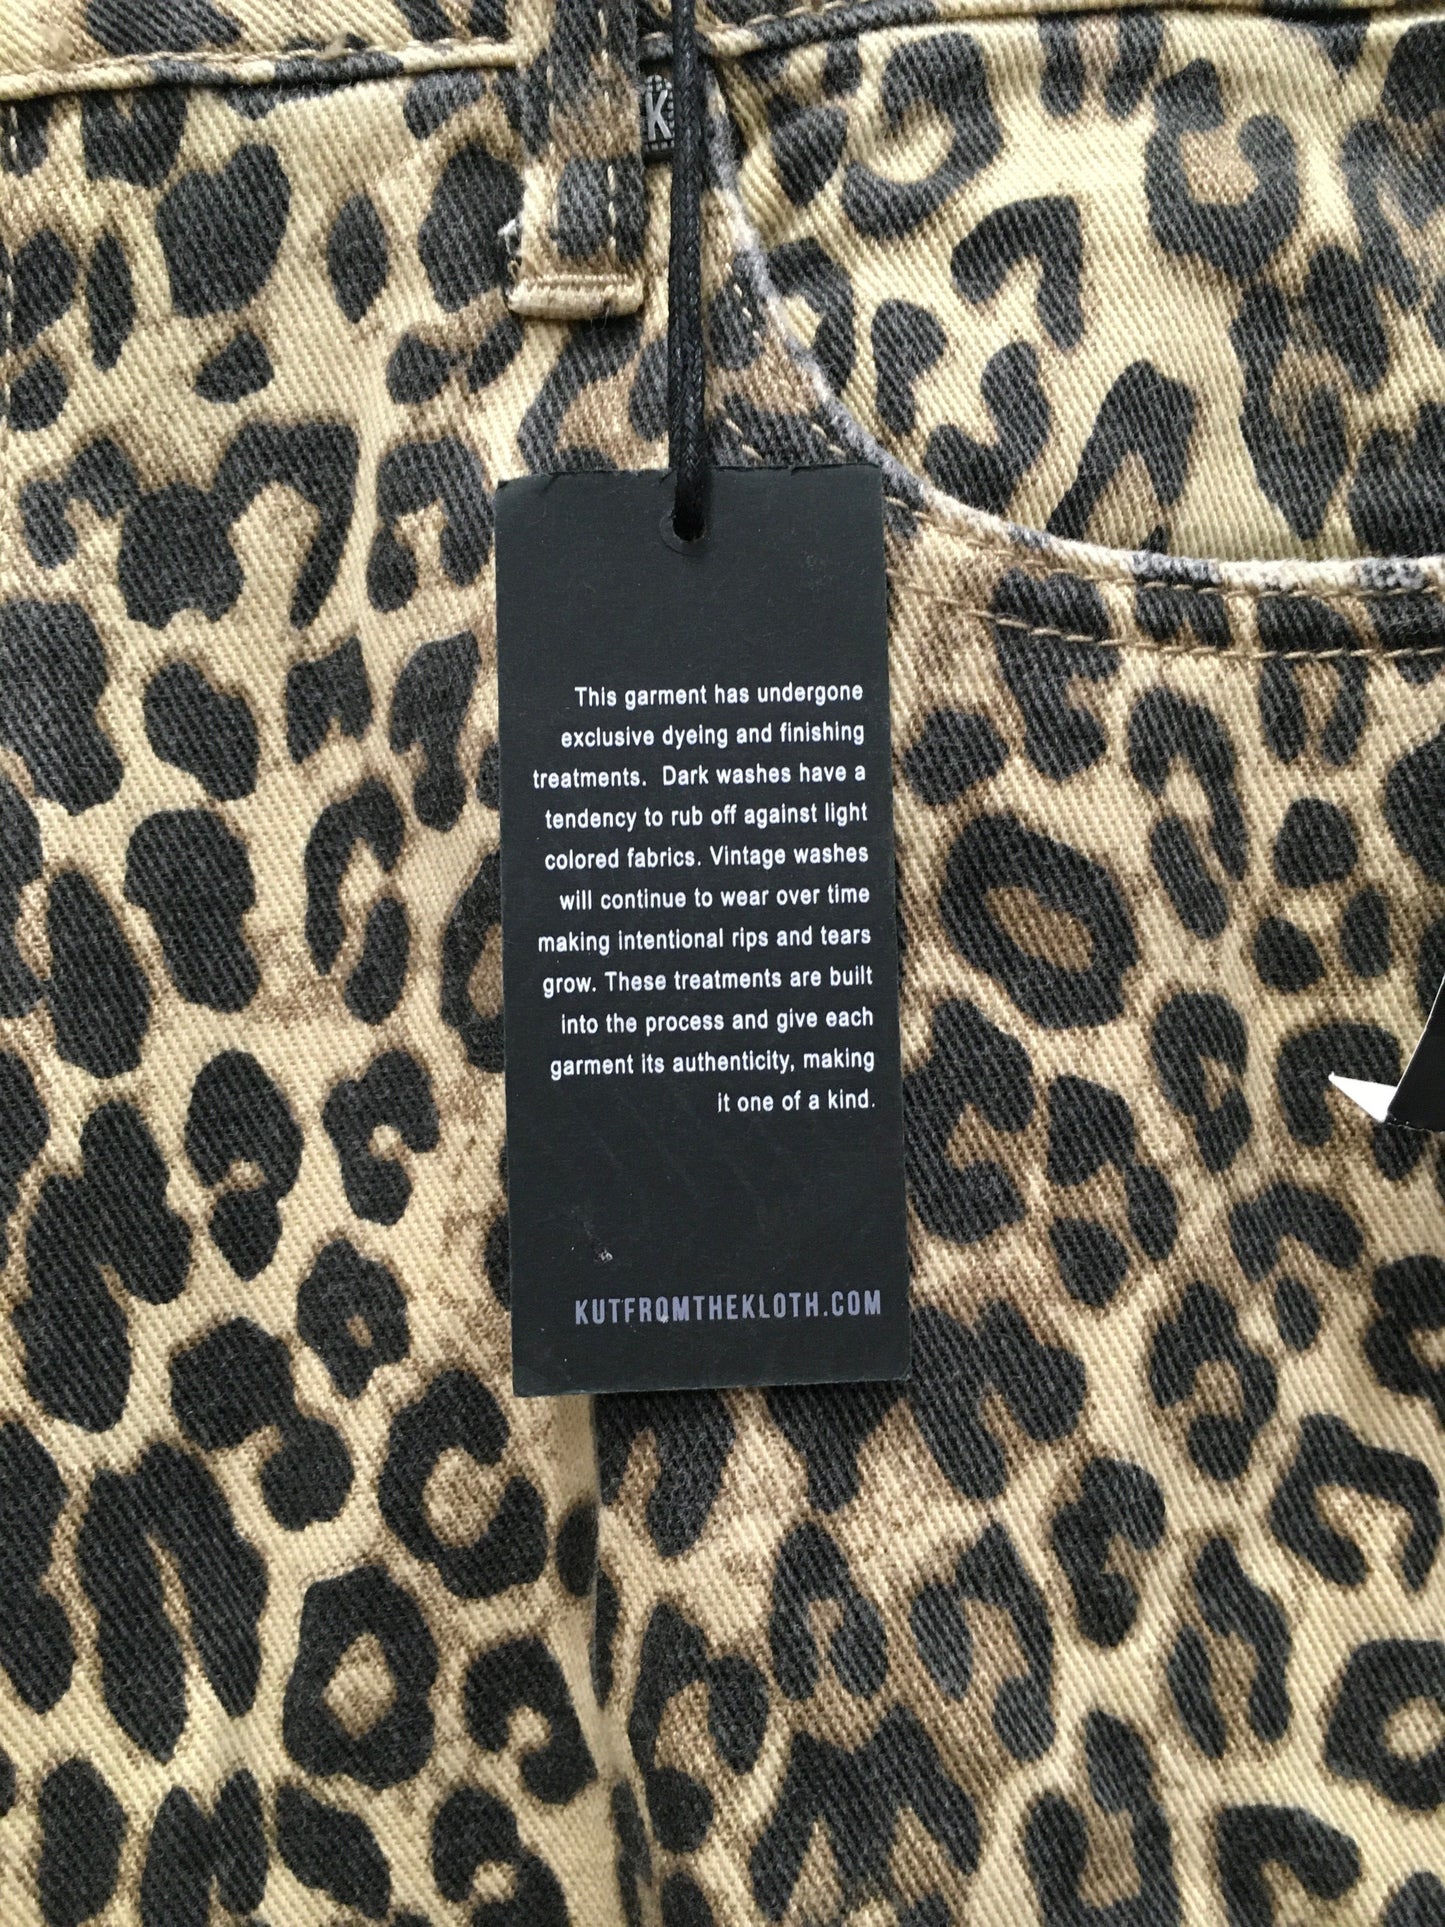 K
This garment has undergone
exclusive dyeing and finishing
treatments. Dark washes have a
tendency to rub off against light
colored fabrics. Vintage washes
will continue to wear over time
making intentional rips and tears
grow. These treatments are built
into the process and give each
garment its authenticity, making
it one of a kind.
KUTFROMTHEKLOTH.COM